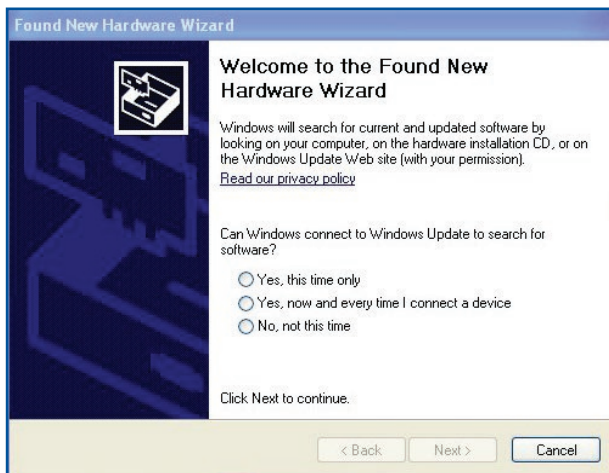 Found New Hardware Wizard
Welcome to the Found New
Hardware Wizard
Windows will search for current and updated software by
looking on your computer, on the hardware installation CD, or on
the Windows Update Web site (with your permission).
Read our privacy policy
Can Windows connect to Windows Update to search for
software?
Yes, this time only
Yes, now and every time I connect a device
No, not this time
Click Next to continue.
< Back
Next >
Cancel